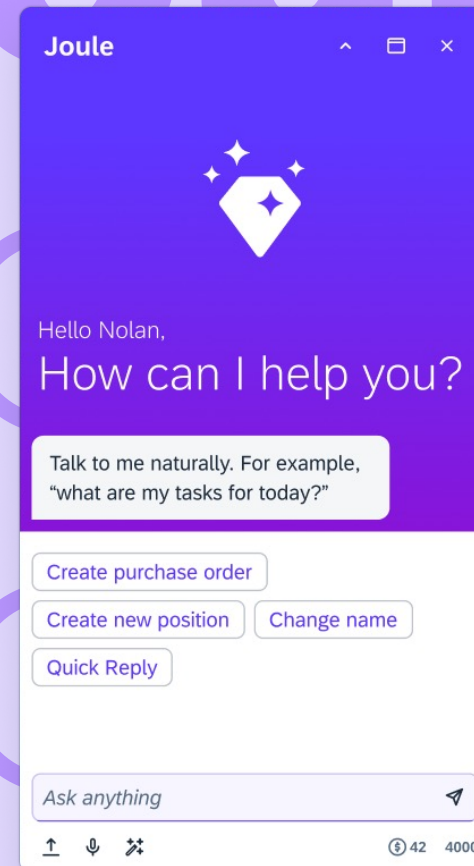 Joule
Hello Nolan,
How can I help you?
Talk to me naturally. For example,
“what are my tasks for today?”
Create purchase order
Create new position Change name
Quick Reply
Ask anything
$ 42 400%